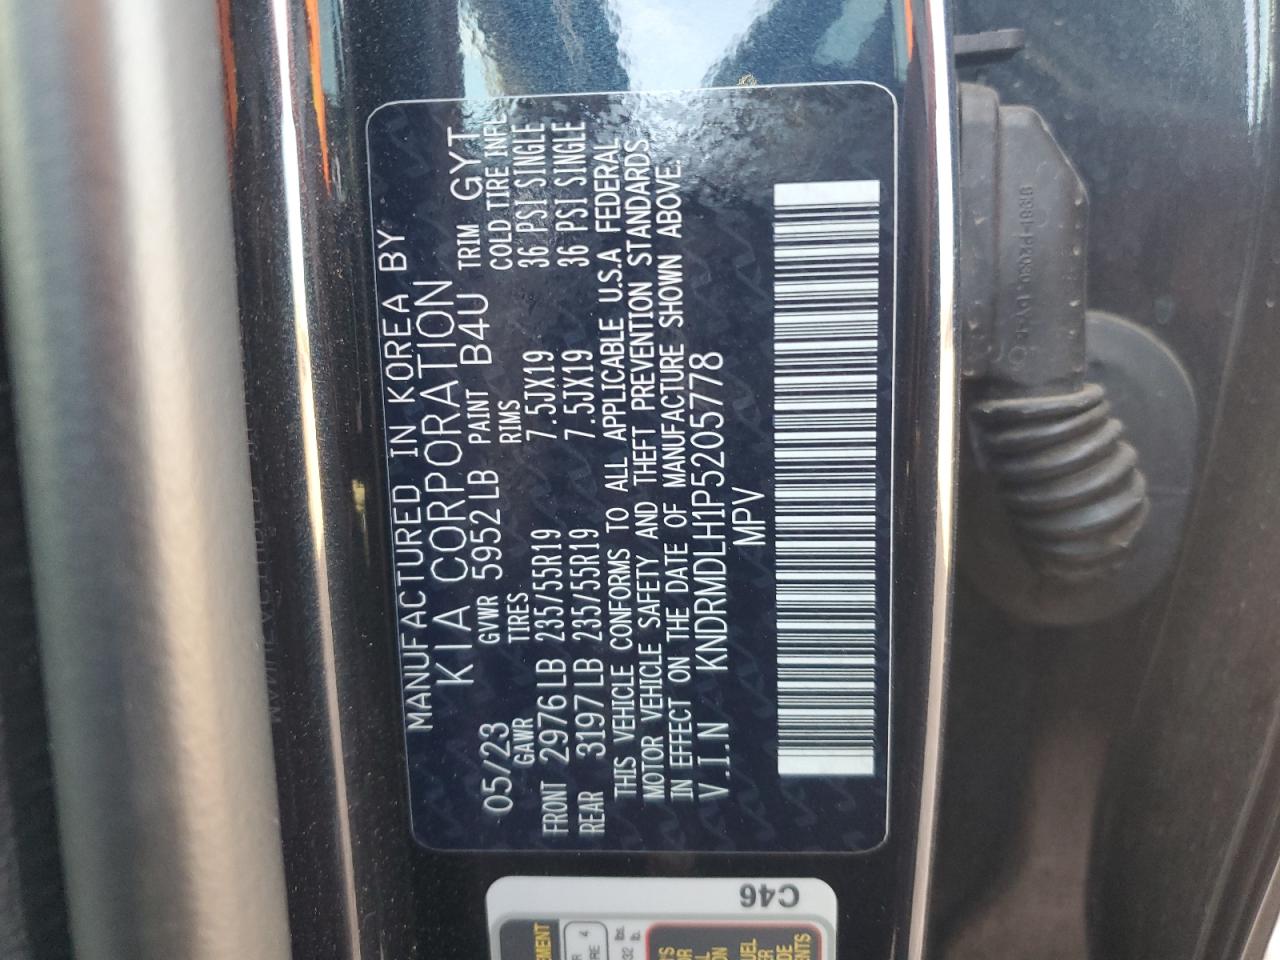 MANUFACTURED IN KOREA BY
KIA CORPORATION
05/23 GVWR 5952LB PAINT B4U TRIM GYT
GAWR TIRES RIMS COLD TIRE INFL
FRONT 2976LB 235/55R19 7.5JX19 36 PSI SINGLE
REAR 3197LB 235/55R19 7.5JX19 36 PSI SINGLE
THIS VEHICLE CONFORMS TO ALL APPLICABLE U.S.A FEDERAL
MOTOR VEHICLE SAFETY AND THEFT PREVENTION STANDARDS
IN EFFECT ON THE DATE OF MANUFACTURE SHOWN ABOVE.
V.I.N KNDRMDLH1P5205778
MPV
C46